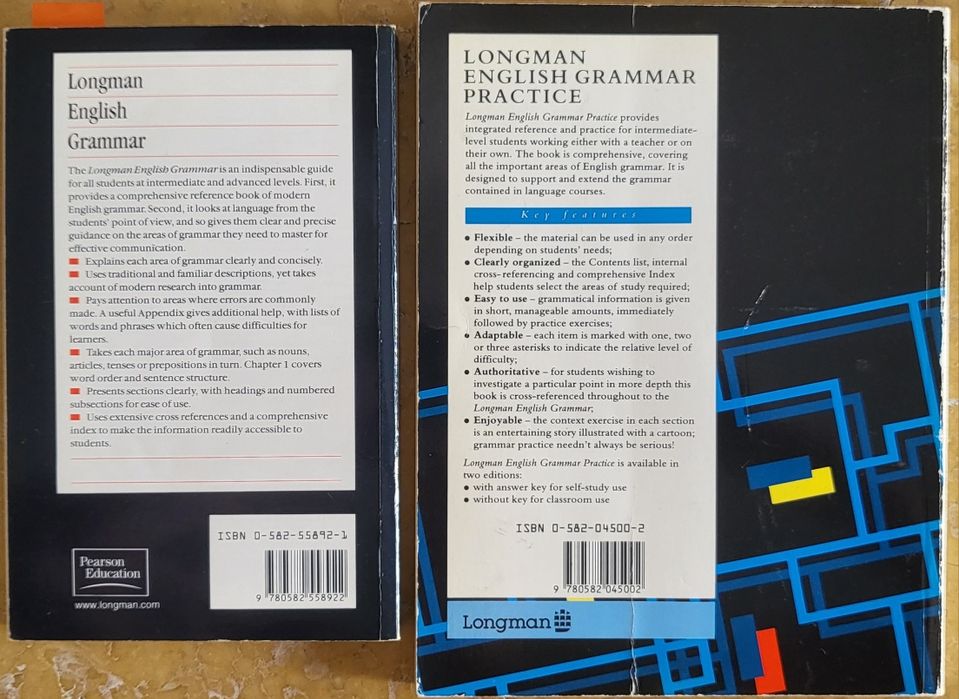 Longman
English
Grammar
The Longman English Grammar is an indispensable guide
for all students at intermediate and advanced levels. First, it
provides a comprehensive reference book of modern
English grammar. Second, it looks at language from the
students' point of view, and so gives them clear and precise
guidance on the areas of grammar they need to master for
effective communication.
Explains each area of grammar clearly and concisely.
Uses traditional and familiar descriptions, yet takes
account of modern research into grammar.
Pays attention to areas where errors are commonly
made. A useful Appendix gives additional help, with lists of
words and phrases which often cause difficulties for
learners.
Takes each major area of grammar, such as nouns,
articles, tenses or prepositions in turn. Chapter 1 covers
word order and sentence structure.
Presents sections clearly, with headings and numbered
subsections for ease of use.
Uses extensive cross references and a comprehensive
index to make the information readily accessible to
students.
ISBN 0-582-55892-1
9 780582 558922
Pearson
Education
www.longman.com
LONGMAN
ENGLISH GRAMMAR
PRACTICE
Longman English Grammar Practice provides
integrated reference and practice for intermediate-
level students working either with a teacher or on
their own. The book is comprehensive, covering
all the important areas of English grammar. It is
designed to support and extend the grammar
contained in language courses.
Key features
● Flexible – the material can be used in any order
depending on students' needs;
● Clearly organized – the Contents list, internal
cross-referencing and comprehensive Index
help students select the areas of study required;
● Easy to use – grammatical information is given
in short, manageable amounts, immediately
followed by practice exercises;
● Adaptable – each item is marked with one, two
or three asterisks to indicate the relative level of
difficulty;
● Authoritative – for students wishing to
investigate a particular point in more depth this
book is cross-referenced throughout to the
Longman English Grammar;
● Enjoyable – the context exercise in each section
is an entertaining story illustrated with a cartoon;
grammar practice needn't always be serious!
Longman English Grammar Practice is available in
two editions:
● with answer key for self-study use
● without key for classroom use
ISBN 0-582-04500-2
9 780582 045002
Longman